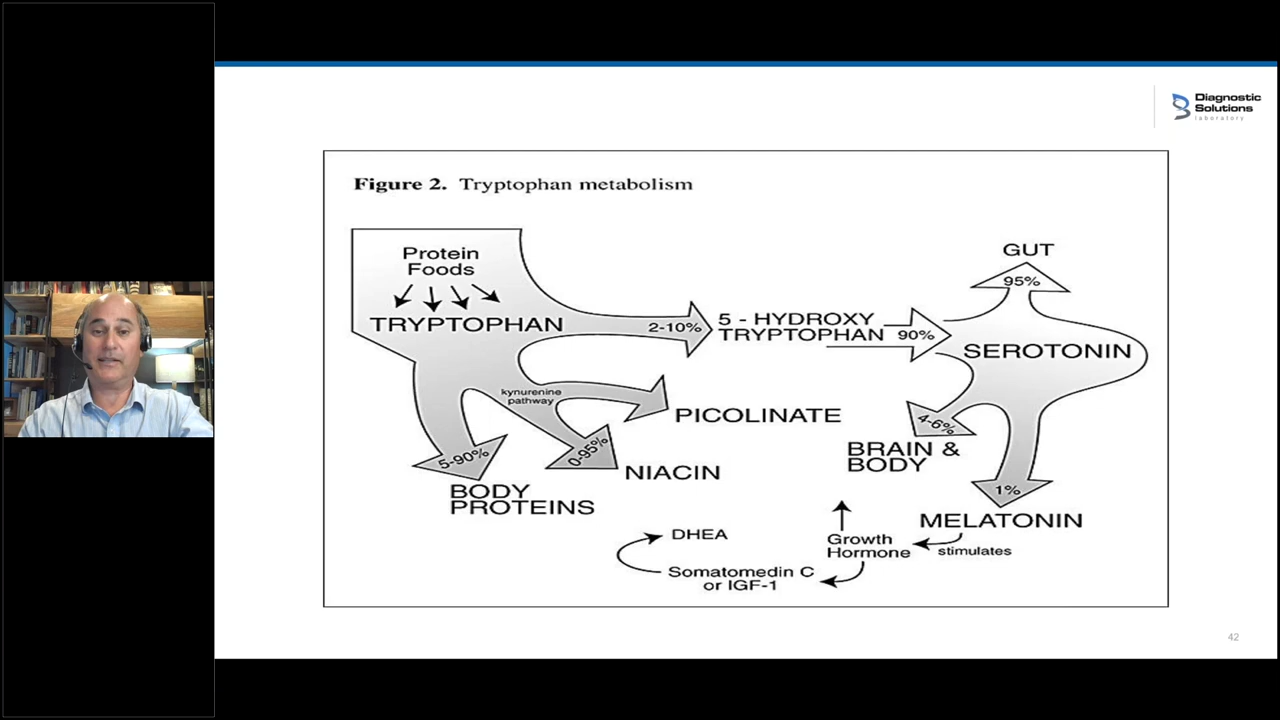 Diagnostic
Solutions
laboratory
Figure 2. Tryptophan metabolism
Protein
Foods
TRYPTOPHAN
2-10%
5 - HYDROXY
TRYPTOPHAN
90%
GUT
95%
SEROTONIN
kynurenine
pathway
PICOLINATE
4-6%
BRAIN &
BODY
5-90%
0-95%
NIACIN
BODY
PROTEINS
1%
MELATONIN
stimulates
Growth
Hormone
DHEA
Somatomedin C
or IGF-1
42